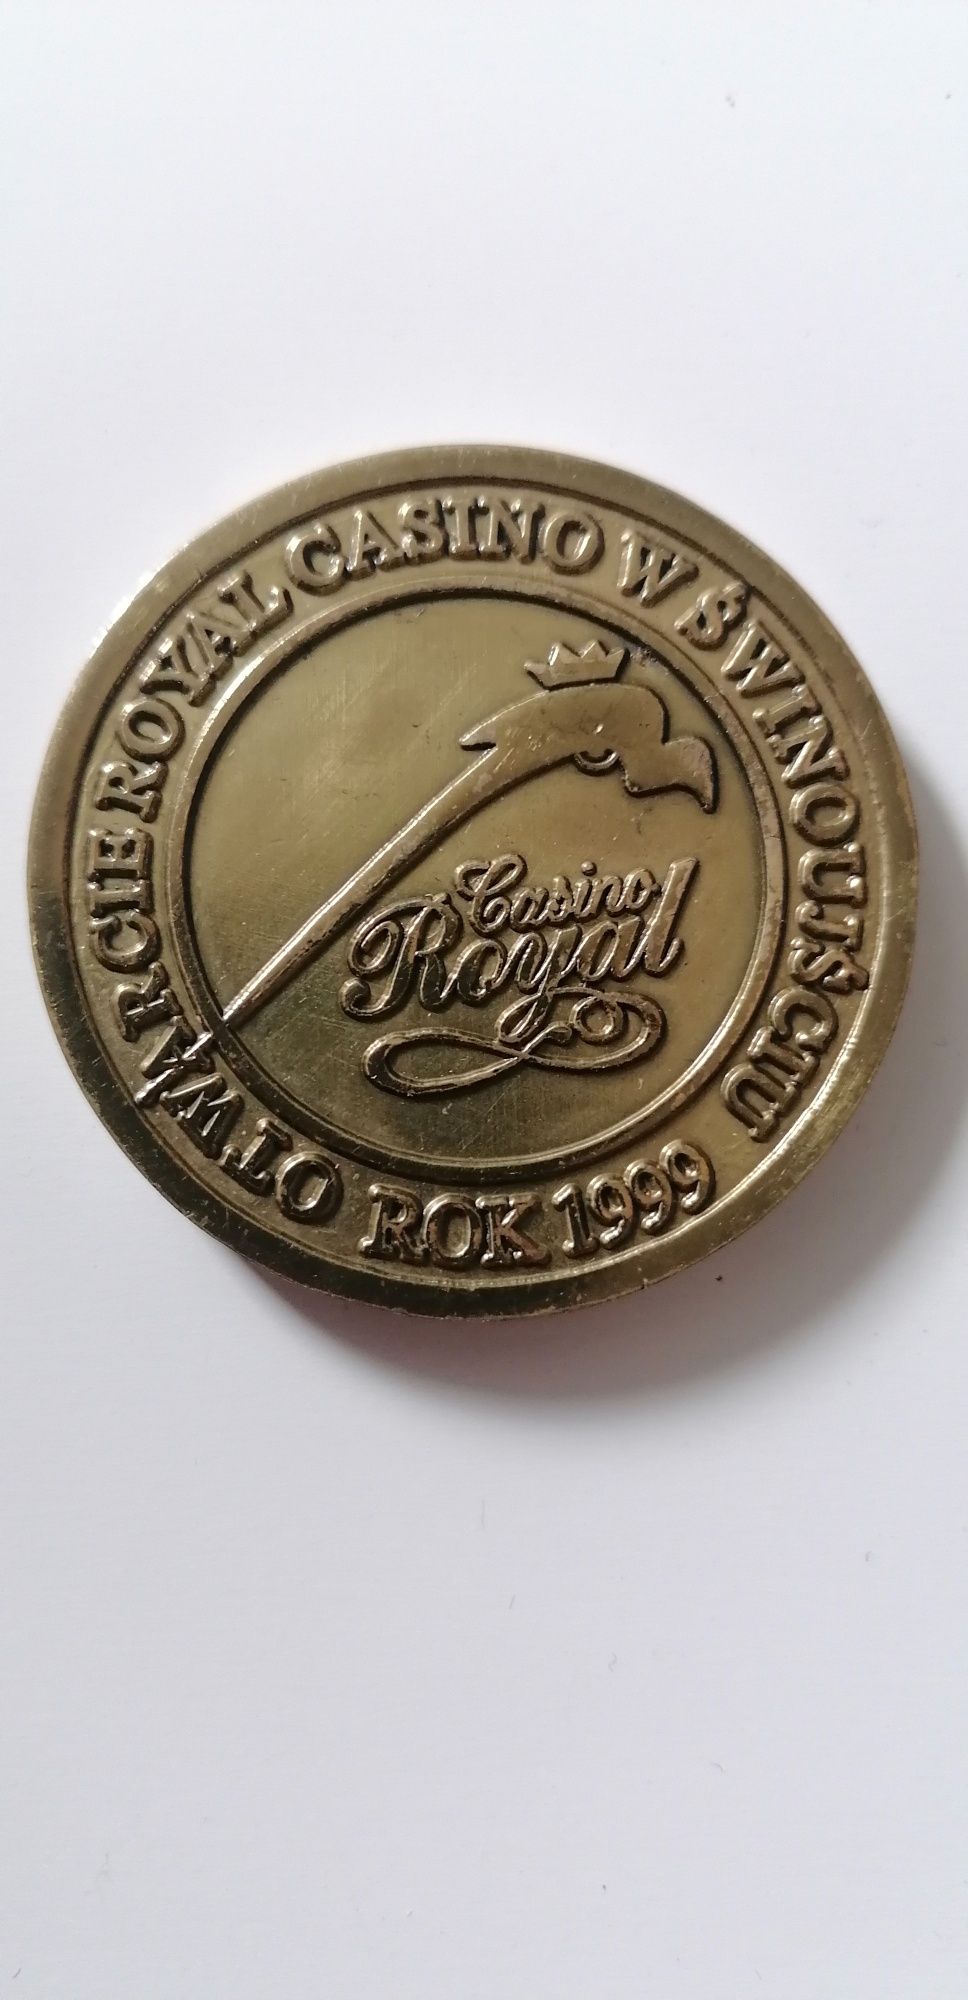 OTWARCIE ROYAL CASINO W ŚWINOUJŚCIU
ROK 1999
Casino
Royal